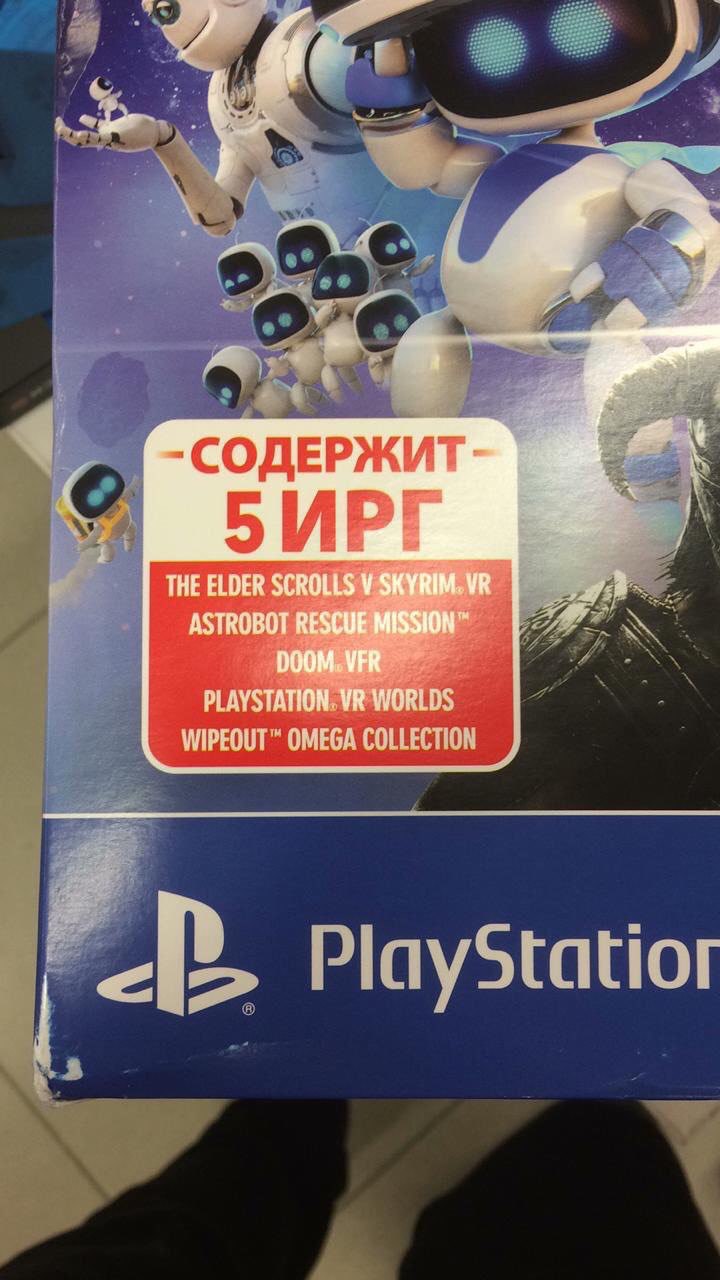 СОДЕРЖИТ
5 ИРГ
THE ELDER SCROLLS V SKYRIM® VR
ASTROBOT RESCUE MISSION™
DOOM® VFR
PLAYSTATION® VR WORLDS
WIPEOUT™ OMEGA COLLECTION
® PlayStation